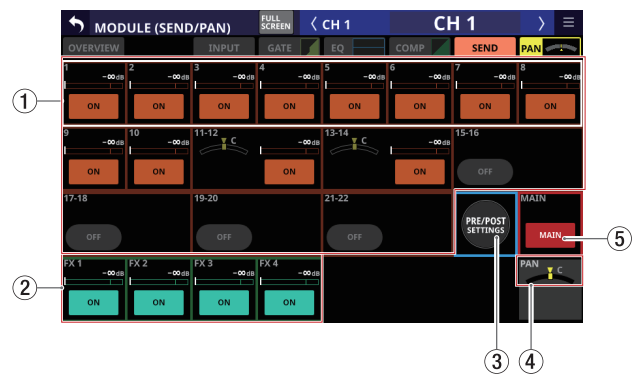 MODULE (SEND/PAN)
FULL SCREEN
CH 1
CH 1
OVERVIEW INPUT GATE EQ COMP SEND PAN
1 2 3 4 5 6 7 8
-∞dB -∞dB -∞dB -∞dB -∞dB -∞dB -∞dB -∞dB
ON ON ON ON ON ON ON ON
1
9 10 11-12 13-14 15-16
-∞dB -∞dB C -∞dB C -∞dB
ON ON ON ON OFF
17-18 19-20 21-22 MAIN
PRE/POST
SETTINGS
OFF OFF OFF MAIN
5
FX 1 FX 2 FX 3 FX 4 PAN
-∞dB -∞dB -∞dB -∞dB C
2
ON ON ON ON
3 4